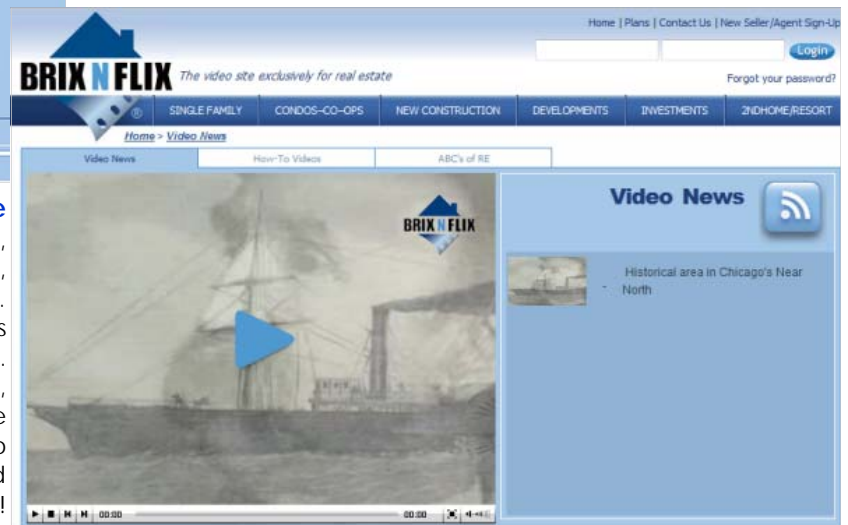 Home | Plans | Contact Us | New Seller/Agent Sign-Up
Login
BRIX N FLIX
The video site exclusively for real estate
Forgot your password?
®
SINGLE FAMILY
CONDOS-CO-OPS
NEW CONSTRUCTION
DEVELOPMENTS
INVESTMENTS
2NDHOME/RESORT
Home > Video News
Video News
How-To Videos
ABC's of RE
BRIX N FLIX
Video News
- Historical area in Chicago's Near
North
00:00
00:00